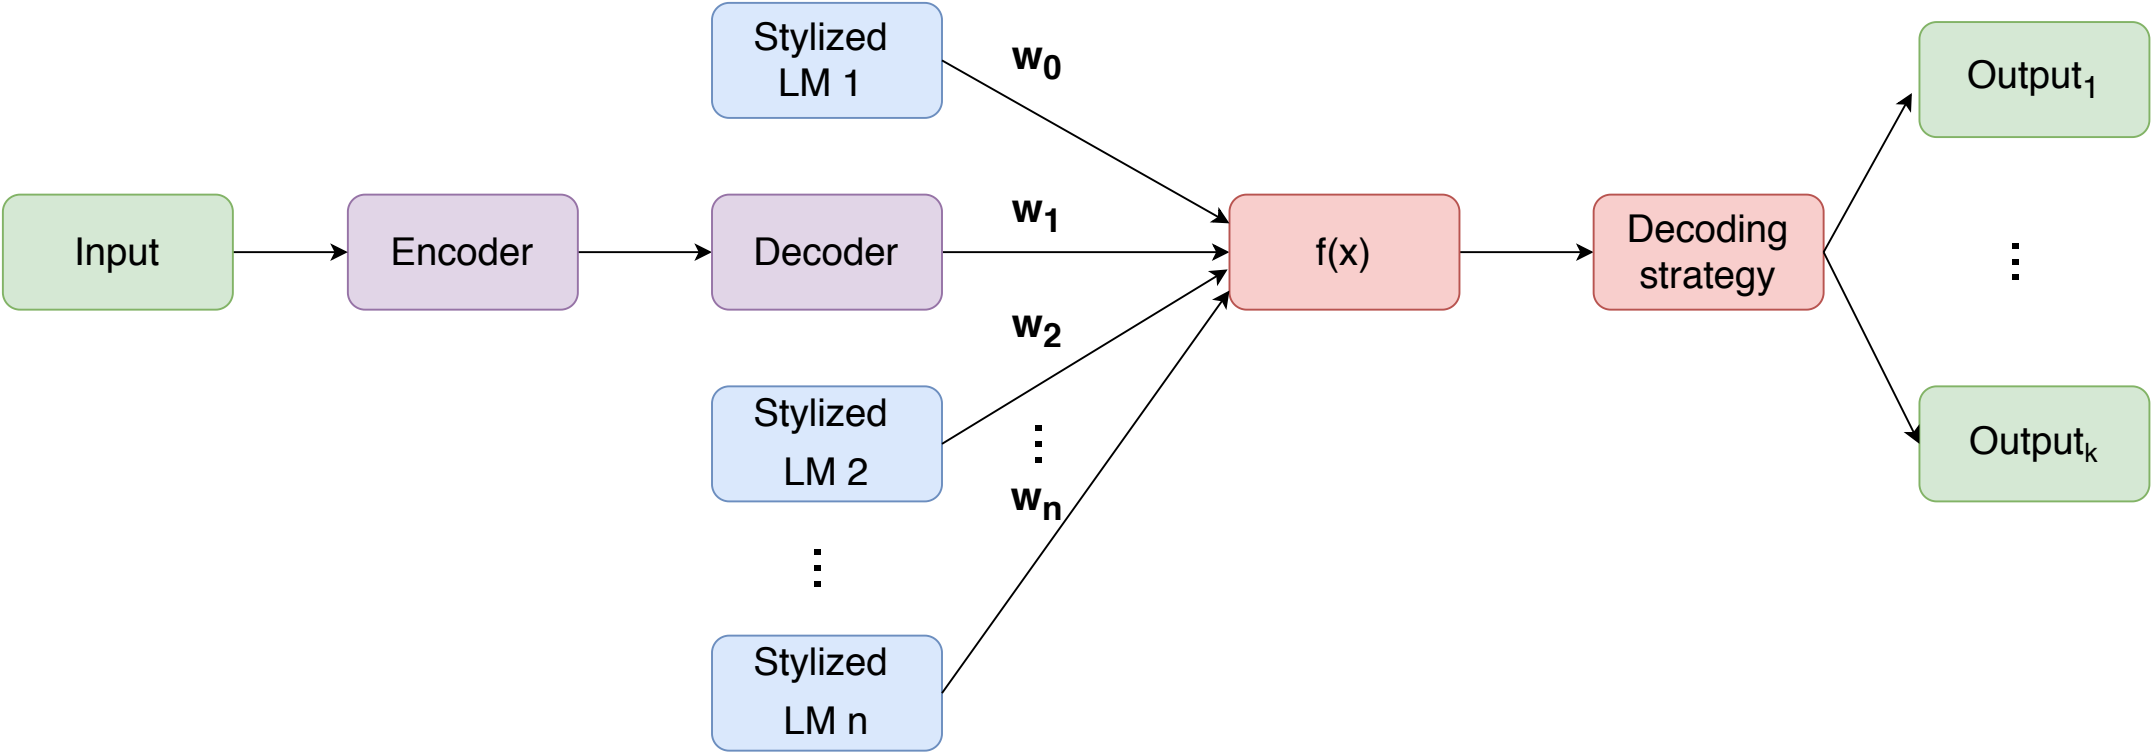 Stylized
LM 1
w0
Output1
Input
Encoder
Decoder
w1
f(x)
Decoding
strategy
w2
Stylized
LM 2
wn
Outputk
Stylized
LM n